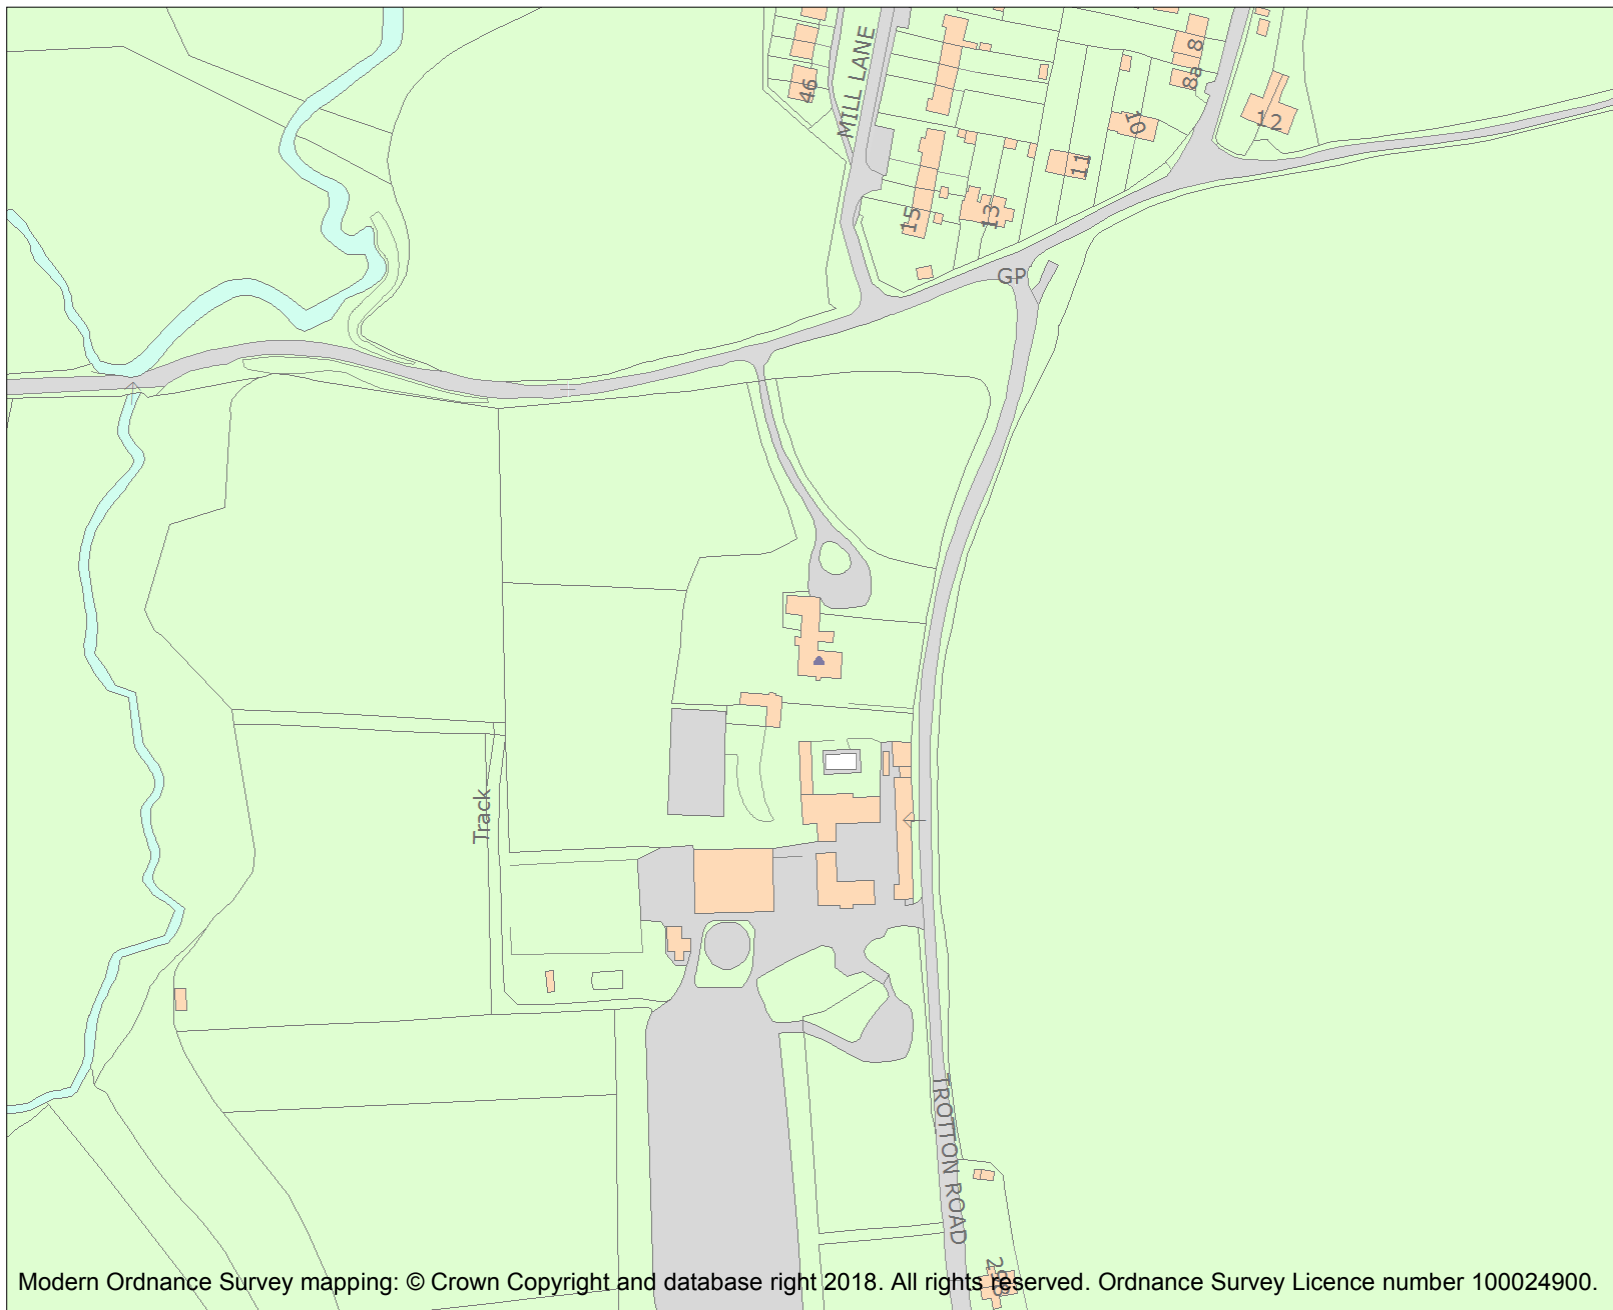 MILL LANE
46
8
8a
12
10
11
15
13
GP
Track
TROTTON ROAD
Modern Ordnance Survey mapping: © Crown Copyright and database right 2018. All rights reserved. Ordnance Survey Licence number 100024900.